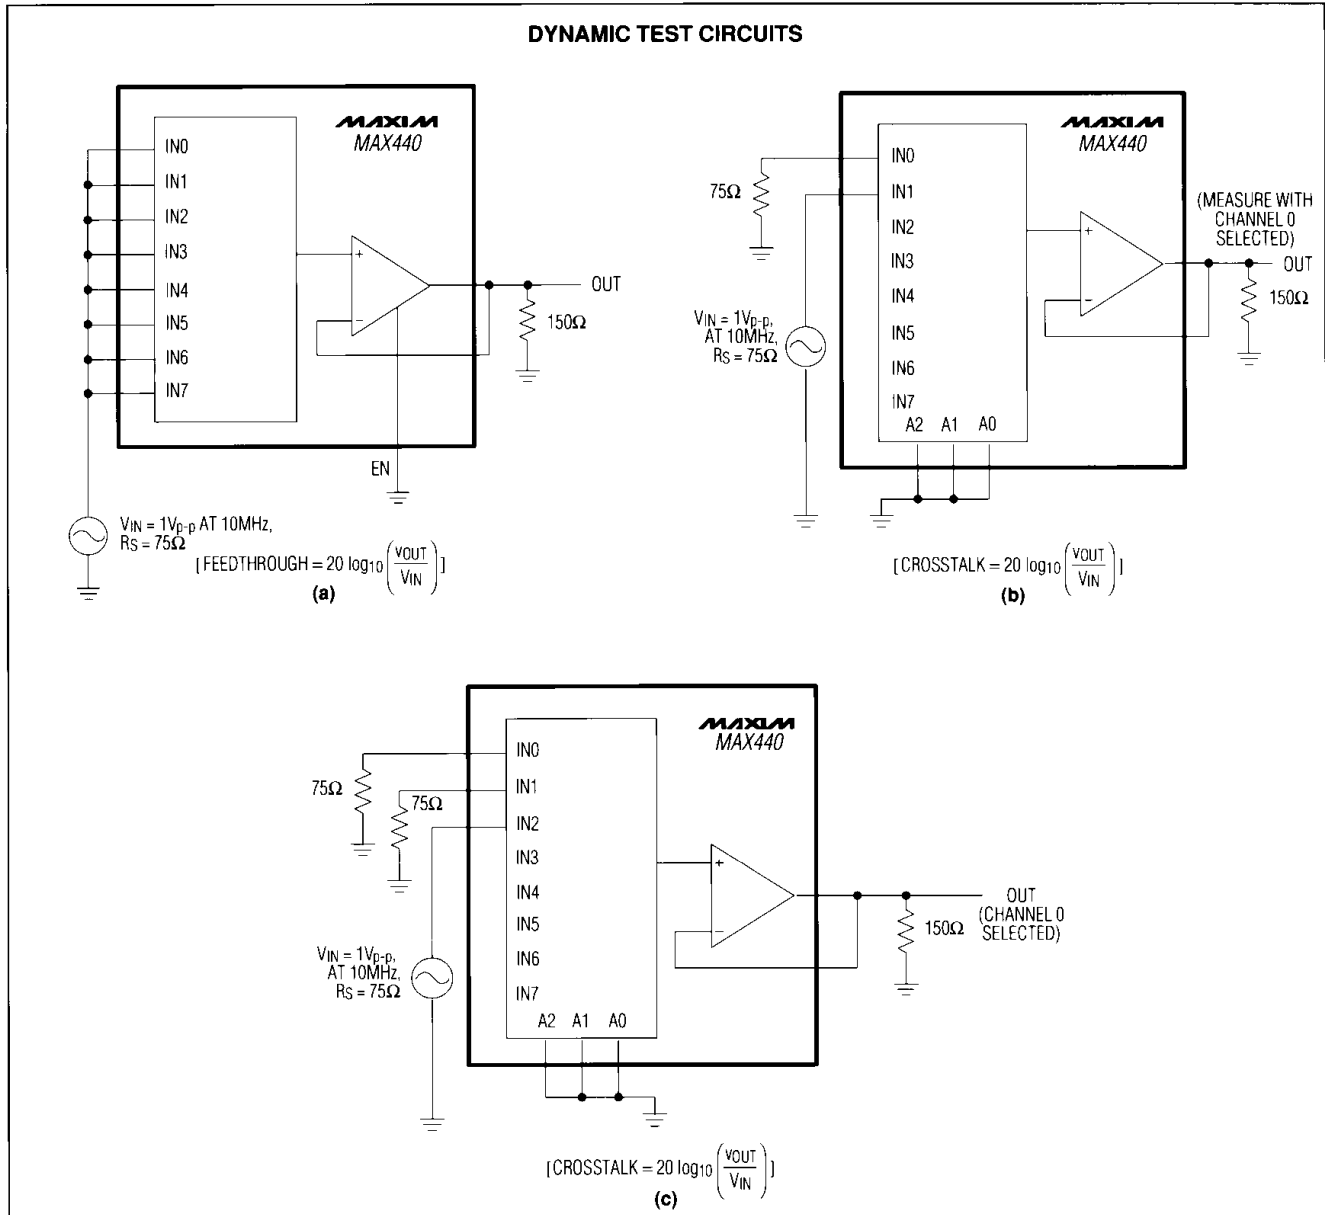 DYNAMIC TEST CIRCUITS
MAXIM
MAX440
IN0
IN1
IN2
IN3
IN4
IN5
IN6
IN7
+
−
OUT
150Ω
EN
VIN = 1Vp-p AT 10MHz,
RS = 75Ω
[ FEEDTHROUGH = 20 log10 (VOUT/VIN) ]
(a)
MAXIM
MAX440
75Ω
IN0
IN1
IN2
IN3
IN4
IN5
IN6
IN7
A2 A1 A0
VIN = 1Vp-p,
AT 10MHz,
RS = 75Ω
+
−
(MEASURE WITH
CHANNEL 0
SELECTED)
OUT
150Ω
[ CROSSTALK = 20 log10 (VOUT/VIN) ]
(b)
MAXIM
MAX440
75Ω
75Ω
IN0
IN1
IN2
IN3
IN4
IN5
IN6
IN7
A2 A1 A0
VIN = 1Vp-p,
AT 10MHz,
RS = 75Ω
+
−
OUT
(CHANNEL 0
SELECTED)
150Ω
[ CROSSTALK = 20 log10 (VOUT/VIN) ]
(c)